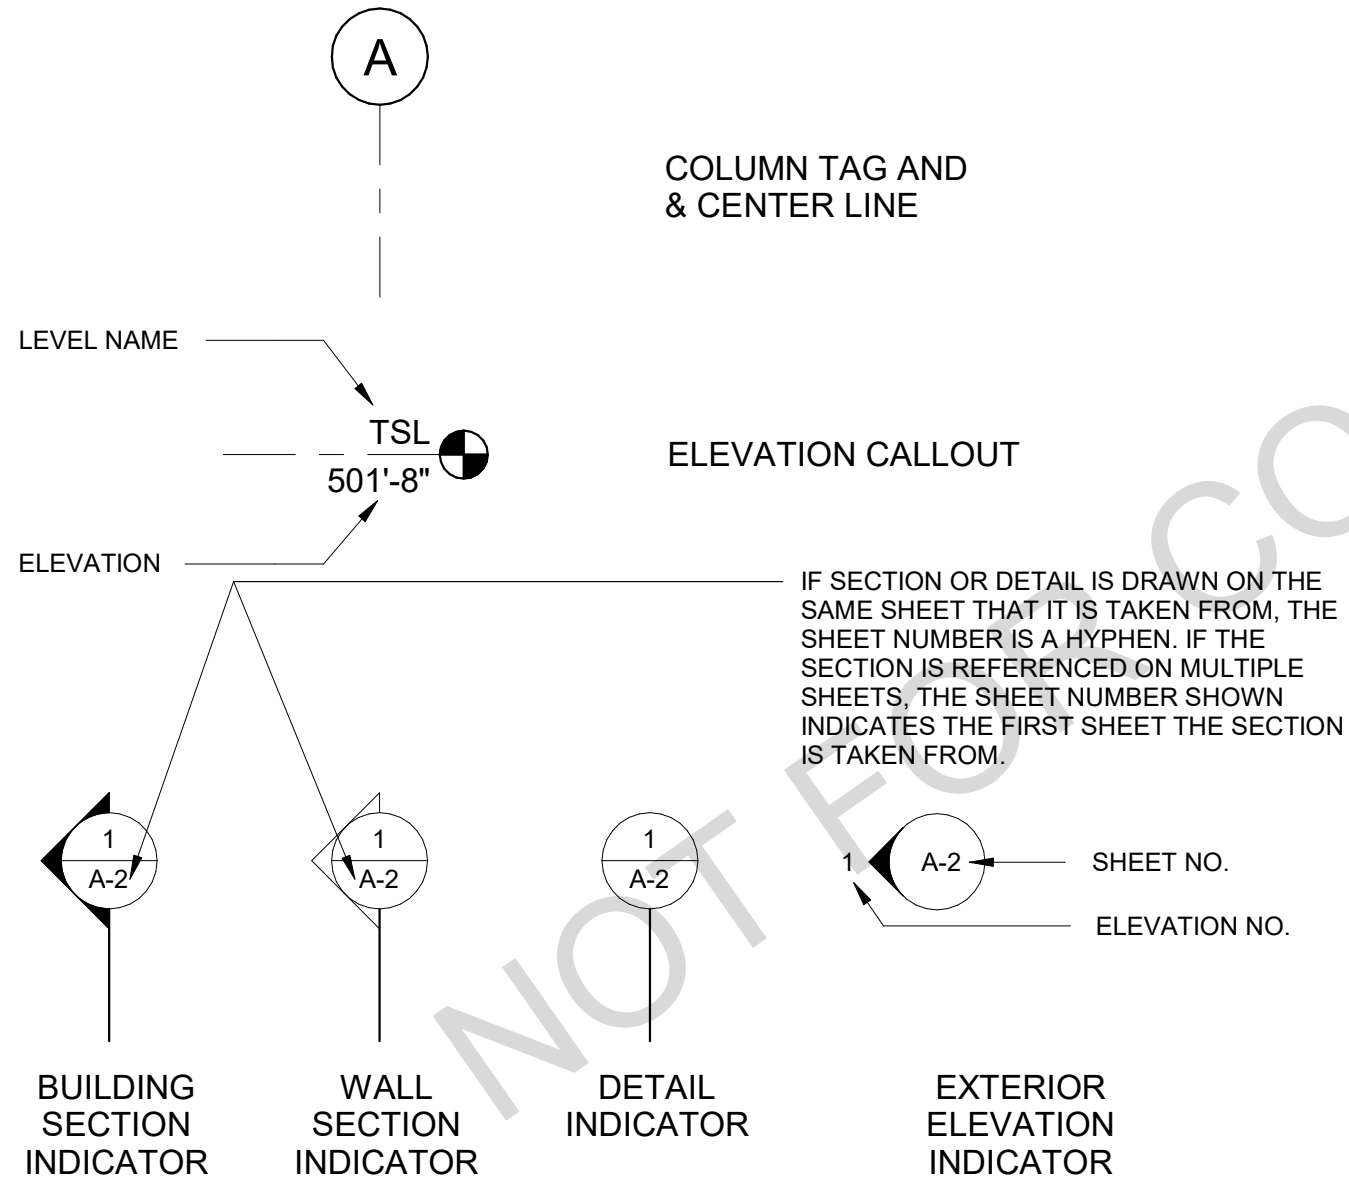 A
COLUMN TAG AND
& CENTER LINE
LEVEL NAME
TSL
501'-8"
ELEVATION CALLOUT
ELEVATION
IF SECTION OR DETAIL IS DRAWN ON THE
SAME SHEET THAT IT IS TAKEN FROM, THE
SHEET NUMBER IS A HYPHEN. IF THE
SECTION IS REFERENCED ON MULTIPLE
SHEETS, THE SHEET NUMBER SHOWN
INDICATES THE FIRST SHEET THE SECTION
IS TAKEN FROM.
1
A-2
1
A-2
1
A-2
1
A-2
SHEET NO.
ELEVATION NO.
BUILDING
SECTION
INDICATOR
WALL
SECTION
INDICATOR
DETAIL
INDICATOR
EXTERIOR
ELEVATION
INDICATOR
NOT FOR CO